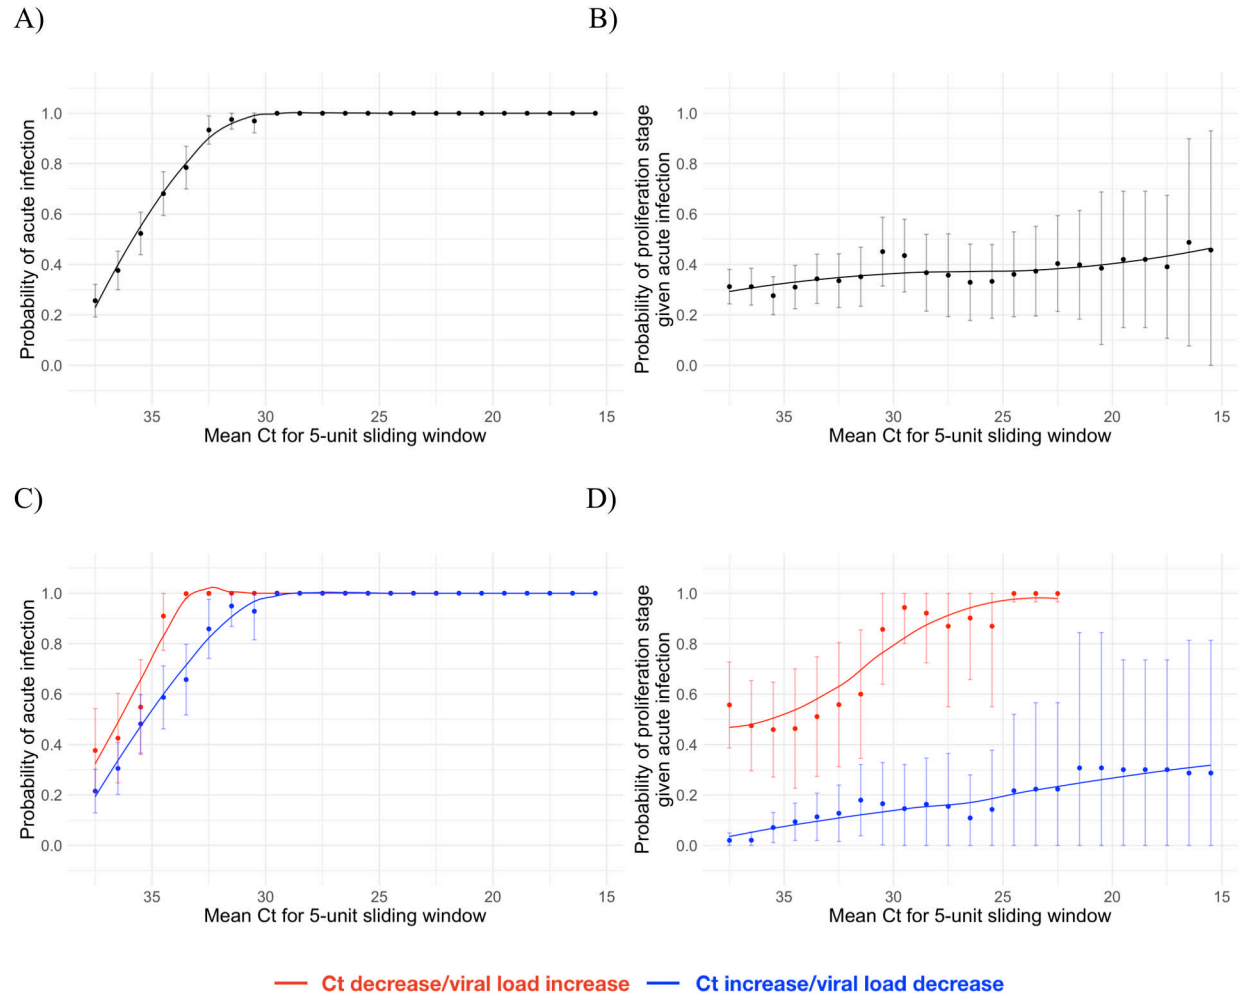 A)
B)
Probability of acute infection
1.0
0.8
0.6
0.4
0.2
0.0
35
30
25
20
15
Mean Ct for 5-unit sliding window
Probability of proliferation stage
given acute infection
1.0
0.8
0.6
0.4
0.2
0.0
35
30
25
20
15
Mean Ct for 5-unit sliding window
C)
D)
Probability of acute infection
1.0
0.8
0.6
0.4
0.2
0.0
35
30
25
20
15
Mean Ct for 5-unit sliding window
Probability of proliferation stage
given acute infection
1.0
0.8
0.6
0.4
0.2
0.0
35
30
25
20
15
Mean Ct for 5-unit sliding window
Ct decrease/viral load increase
Ct increase/viral load decrease